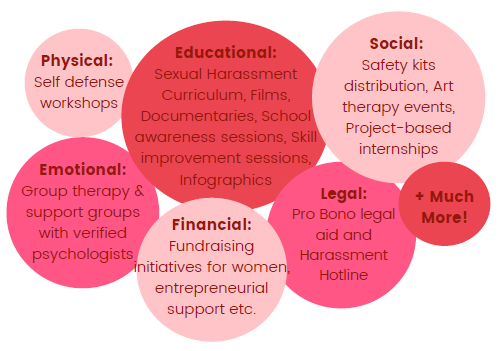 Physical:
Self defense
workshops
Educational:
Sexual Harassment
Curriculum, Films,
Documentaries, School
awareness sessions, Skill
improvement sessions,
Infographics
Social:
Safety kits
distribution, Art
therapy events,
Project-based
internships
Emotional:
Group therapy &
support groups
with verified
psychologists
Financial:
Fundraising
initiatives for women,
entrepreneurial
support etc.
Legal:
Pro Bono legal
aid and
Harassment
Hotline
+ Much
More!